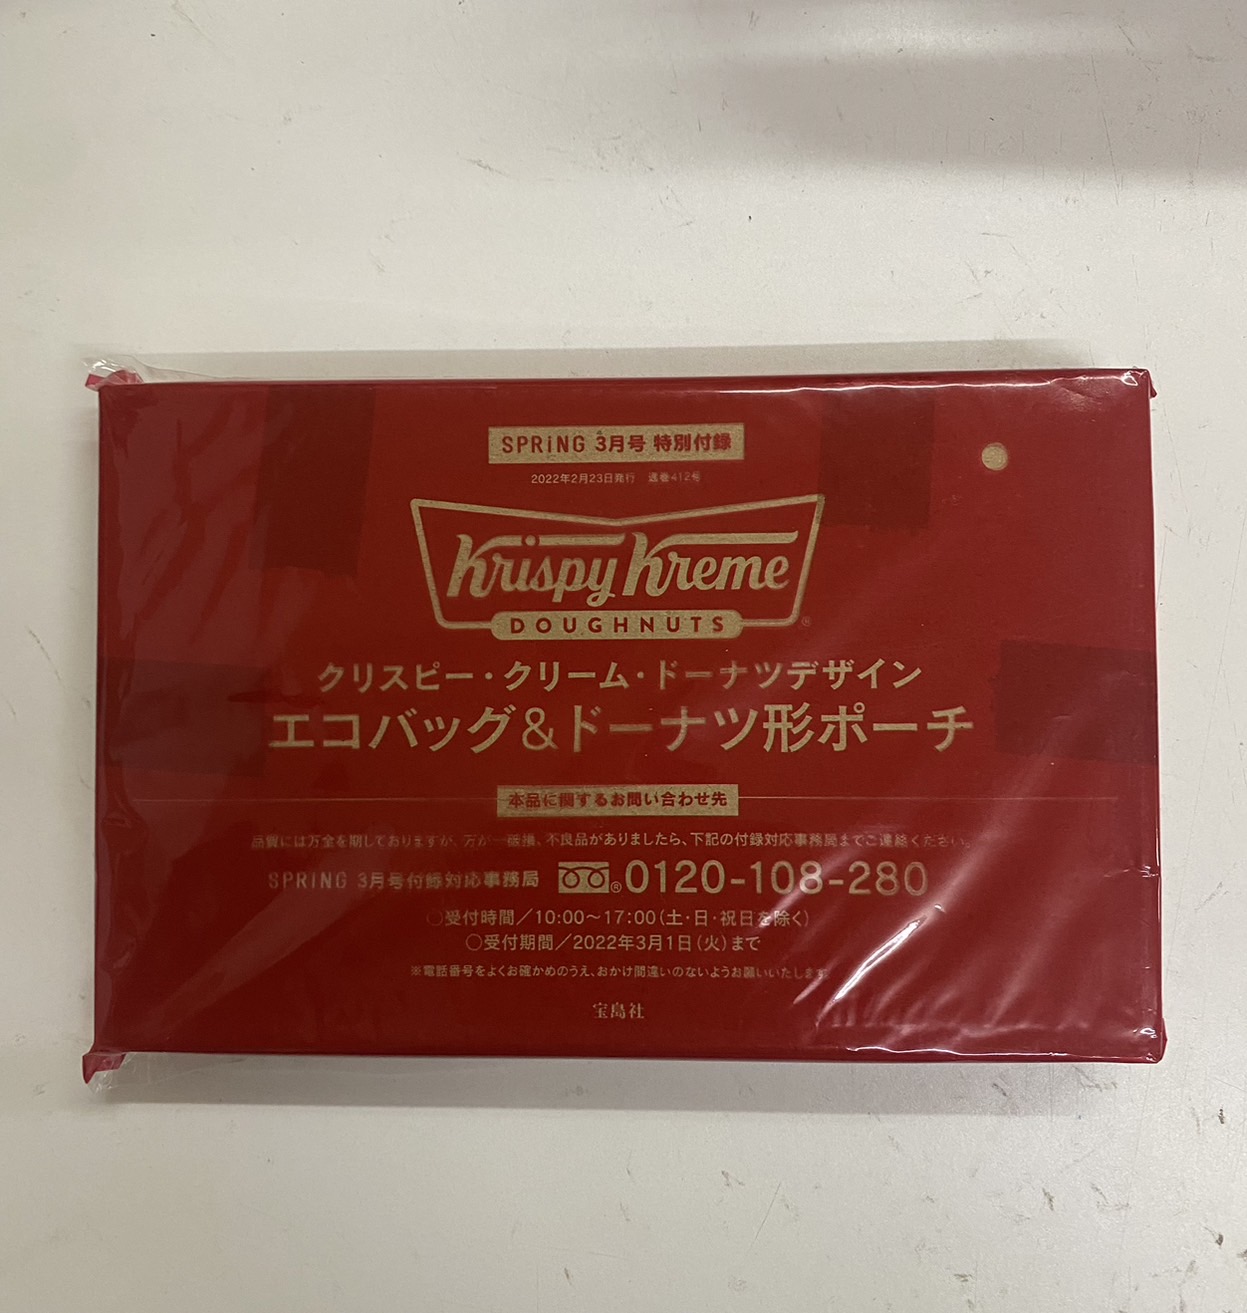 SPRiNG 3月号 特別付録
2022年2月23日発行 通巻412号
Krispy Kreme
DOUGHNUTS
®
クリスピー・クリーム・ドーナツデザイン
エコバッグ&ドーナツ形ポーチ
本品に関するお問い合わせ先
品質には万全を期しておりますが、万が一破損、不良品がありましたら、下記の付録対応事務局までご連絡ください。
SPRiNG 3月号付録対応事務局 ®0120-108-280
○受付時間／10:00〜17:00(土・日・祝日を除く)
○受付期間／2022年3月1日(火)まで
※電話番号をよくお確かめのうえ、おかけ間違いのないようお願いいたします
宝島社